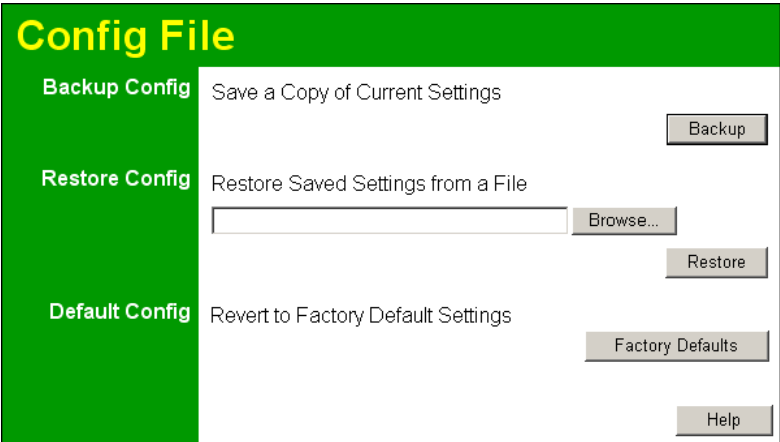 Config File
Backup Config
Save a Copy of Current Settings
Backup
Restore Config
Restore Saved Settings from a File
Browse...
Restore
Default Config
Revert to Factory Default Settings
Factory Defaults
Help